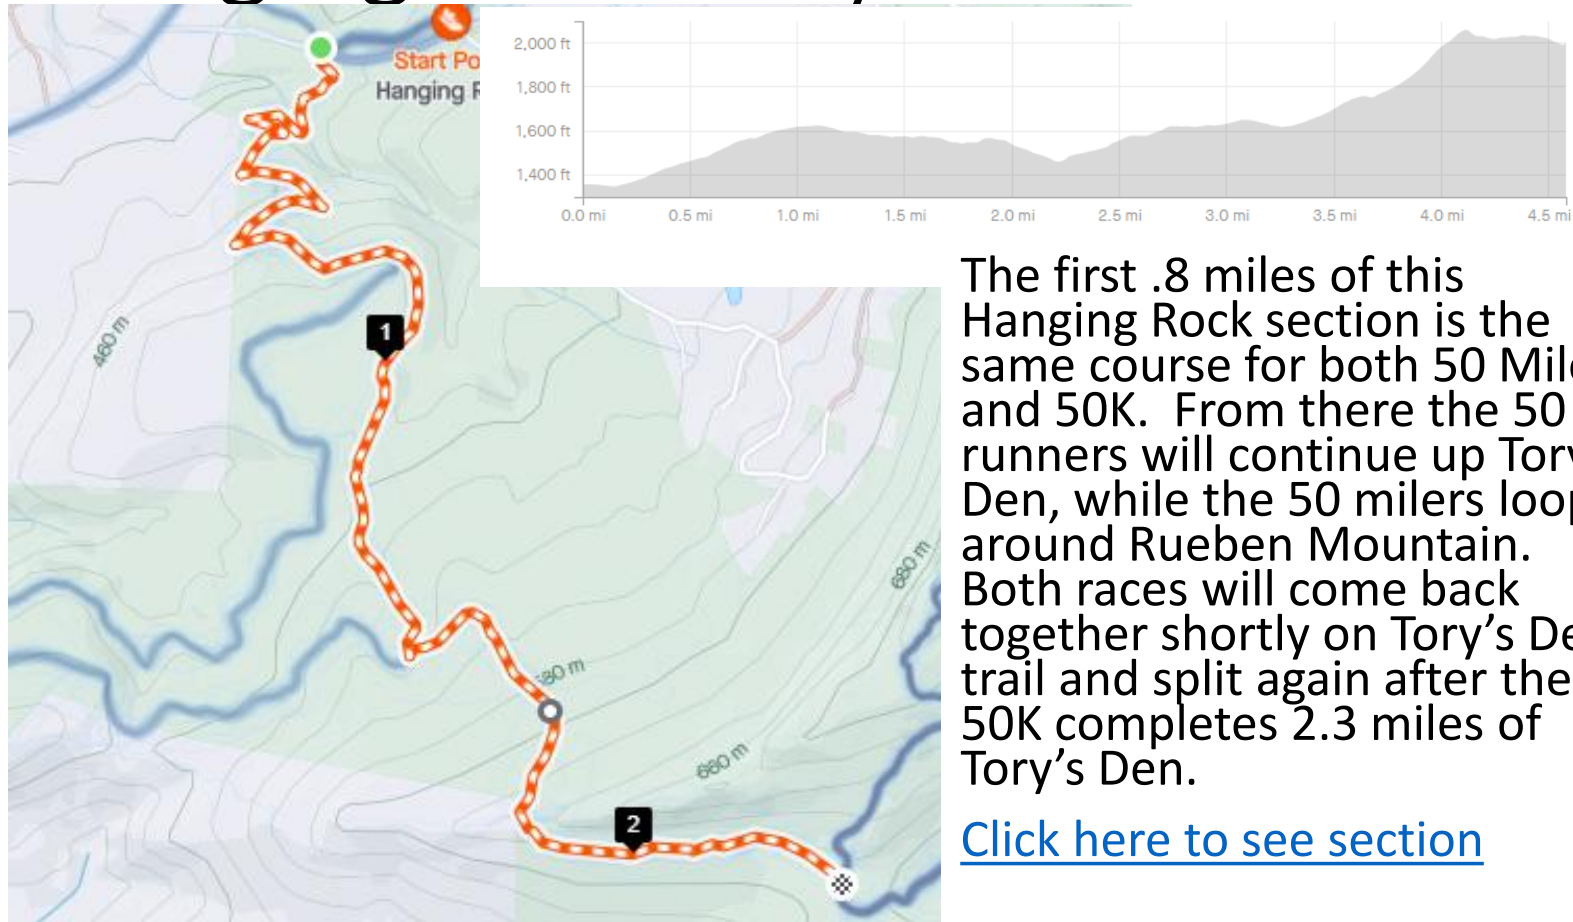 Start Po
Hanging R
2,000 ft
1,800 ft
1,600 ft
1,400 ft
0.0 mi 0.5 mi 1.0 mi 1.5 mi 2.0 mi 2.5 mi 3.0 mi 3.5 mi 4.0 mi 4.5 mi
460 m
1
680 m
660 m
2
The first .8 miles of this
Hanging Rock section is the
same course for both 50 Mil
and 50K.  From there the 50
runners will continue up Tory
Den, while the 50 milers loop
around Rueben Mountain.
Both races will come back
together shortly on Tory’s De
trail and split again after the
50K completes 2.3 miles of
Tory’s Den.
Click here to see section